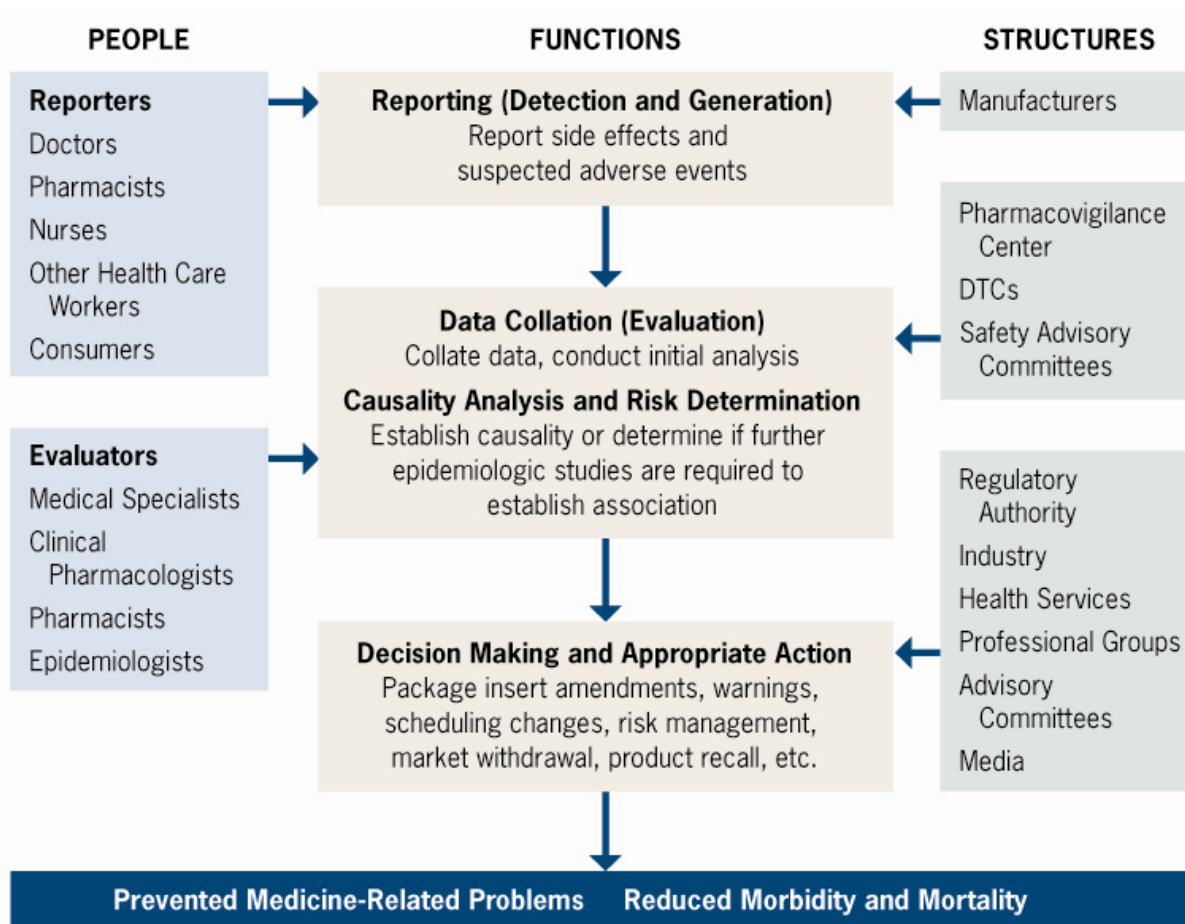 PEOPLE
FUNCTIONS
STRUCTURES
Reporters
Doctors
Pharmacists
Nurses
Other Health Care
Workers
Consumers
Evaluators
Medical Specialists
Clinical
Pharmacologists
Pharmacists
Epidemiologists
Reporting (Detection and Generation)
Report side effects and
suspected adverse events
Data Collation (Evaluation)
Collate data, conduct initial analysis
Causality Analysis and Risk Determination
Establish causality or determine if further
epidemiologic studies are required to
establish association
Decision Making and Appropriate Action
Package insert amendments, warnings,
scheduling changes, risk management,
market withdrawal, product recall, etc.
Manufacturers
Pharmacovigilance
Center
DTCs
Safety Advisory
Committees
Regulatory
Authority
Industry
Health Services
Professional Groups
Advisory
Committees
Media
Prevented Medicine-Related Problems Reduced Morbidity and Mortality